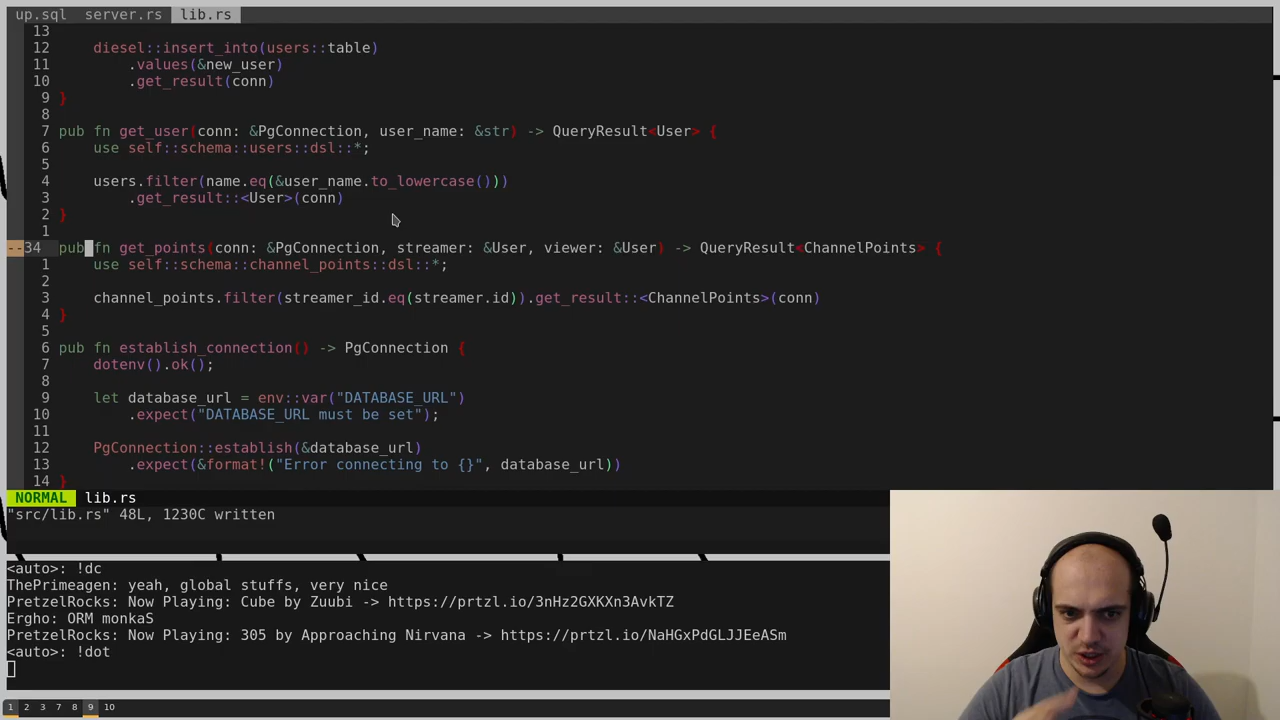 up.sql server.rs lib.rs
13
12 diesel::insert_into(users::table)
11 .values(&new_user)
10 .get_result(conn)
9 }
8
7 pub fn get_user(conn: &PgConnection, user_name: &str) -> QueryResult<User> {
6 use self::schema::users::dsl::*;
5
4 users.filter(name.eq(&user_name.to_lowercase()))
3 .get_result::<User>(conn)
2 }
1
--34 pub fn get_points(conn: &PgConnection, streamer: &User, viewer: &User) -> QueryResult<ChannelPoints> {
1 use self::schema::channel_points::dsl::*;
2
3 channel_points.filter(streamer_id.eq(streamer.id)).get_result::<ChannelPoints>(conn)
4 }
5
6 pub fn establish_connection() -> PgConnection {
7 dotenv().ok();
8
9 let database_url = env::var("DATABASE_URL")
10 .expect("DATABASE_URL must be set");
11
12 PgConnection::establish(&database_url)
13 .expect(&format!("Error connecting to {}", database_url))
14 }
NORMAL lib.rs
"src/lib.rs" 48L, 1230C written
<auto>: !dc
ThePrimeagen: yeah, global stuffs, very nice
PretzelRocks: Now Playing: Cube by Zuubi -> https://prtzl.io/3nHz2GXKXn3AvkTZ
Ergho: ORM monkaS
PretzelRocks: Now Playing: 305 by Approaching Nirvana -> https://prtzl.io/NaHGxPdGLJJEeASm
<auto>: !dot
1 2 3 7 8 9 10